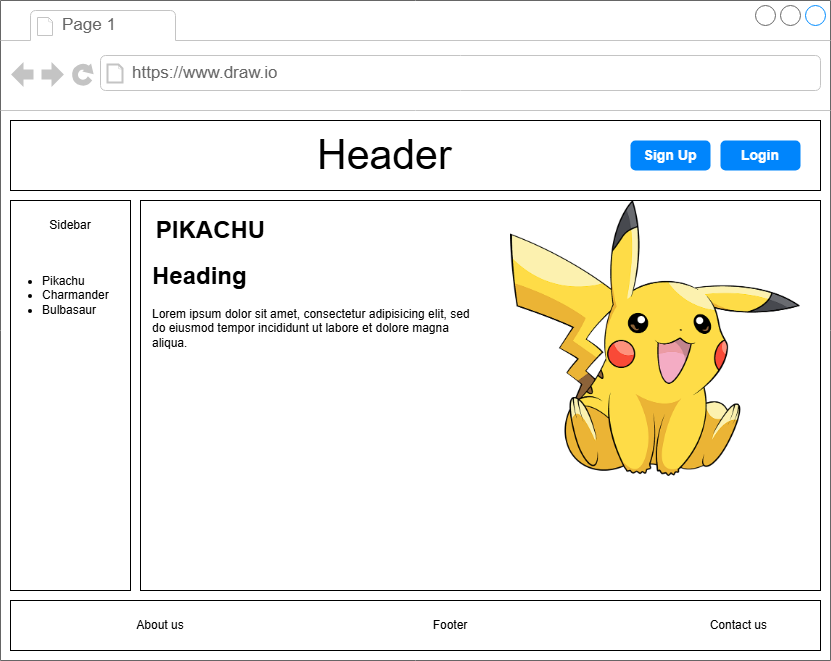 Page 1
https://www.draw.io
Header
Sign Up
Login
Sidebar
Pikachu
Charmander
Bulbasaur
PIKACHU
Heading
Lorem ipsum dolor sit amet, consectetur adipisicing elit, sed
do eiusmod tempor incididunt ut labore et dolore magna
aliqua.
About us
Footer
Contact us